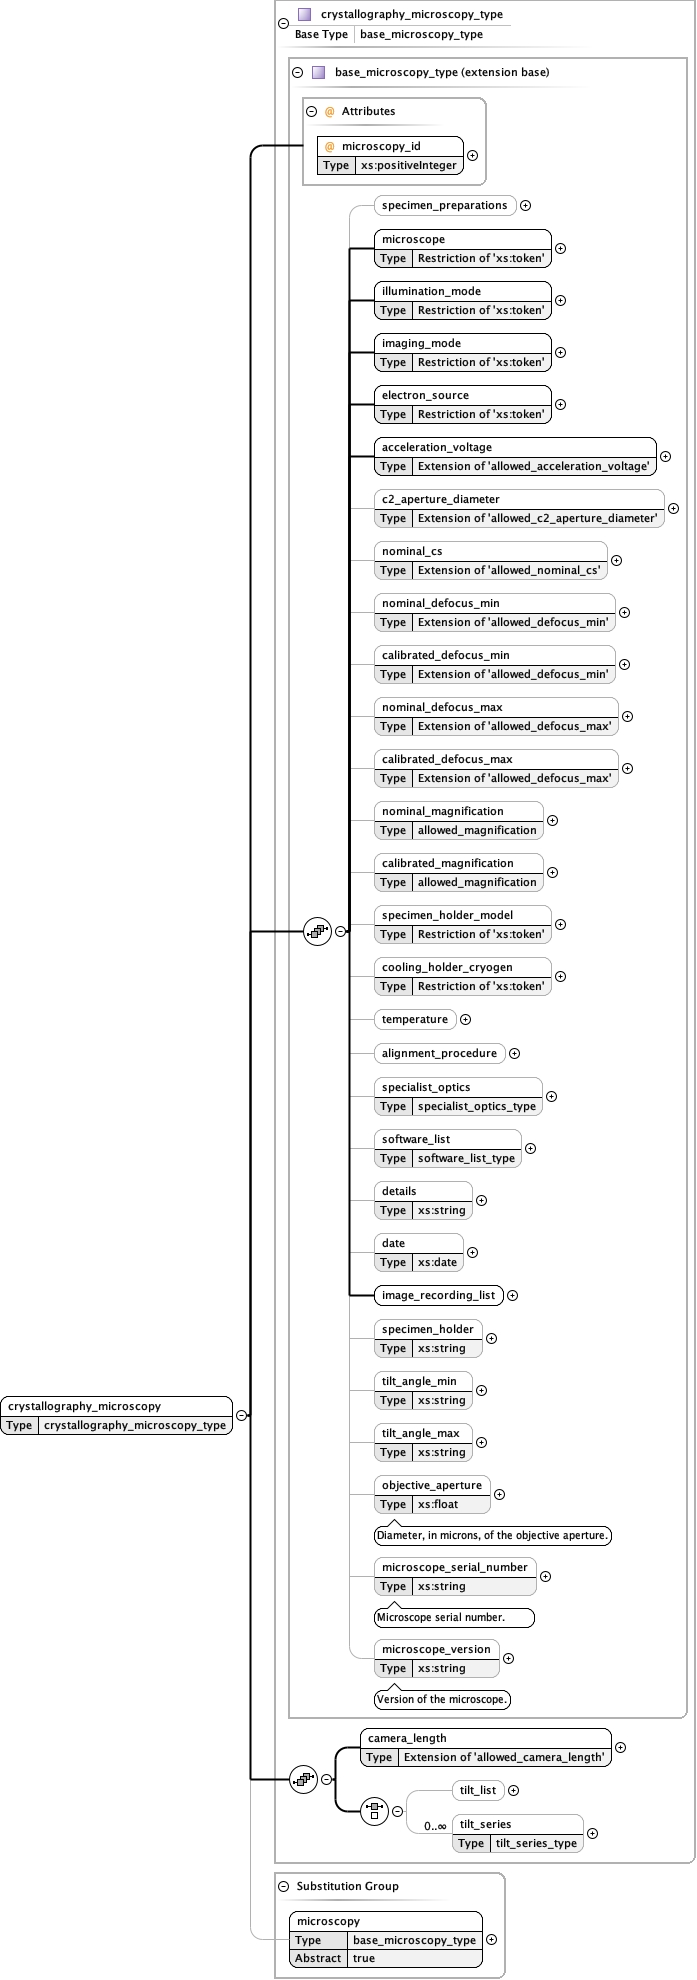 crystallography_microscopy_type
Base Type base_microscopy_type
base_microscopy_type (extension base)
@ Attributes
@ microscopy_id
Type xs:positiveInteger
specimen_preparations
microscope
Type Restriction of 'xs:token'
illumination_mode
Type Restriction of 'xs:token'
imaging_mode
Type Restriction of 'xs:token'
electron_source
Type Restriction of 'xs:token'
acceleration_voltage
Type Extension of 'allowed_acceleration_voltage'
c2_aperture_diameter
Type Extension of 'allowed_c2_aperture_diameter'
nominal_cs
Type Extension of 'allowed_nominal_cs'
nominal_defocus_min
Type Extension of 'allowed_defocus_min'
calibrated_defocus_min
Type Extension of 'allowed_defocus_min'
nominal_defocus_max
Type Extension of 'allowed_defocus_max'
calibrated_defocus_max
Type Extension of 'allowed_defocus_max'
nominal_magnification
Type allowed_magnification
calibrated_magnification
Type allowed_magnification
specimen_holder_model
Type Restriction of 'xs:token'
cooling_holder_cryogen
Type Restriction of 'xs:token'
temperature
alignment_procedure
specialist_optics
Type specialist_optics_type
software_list
Type software_list_type
details
Type xs:string
date
Type xs:date
image_recording_list
specimen_holder
Type xs:string
tilt_angle_min
Type xs:string
crystallography_microscopy
Type crystallography_microscopy_type
tilt_angle_max
Type xs:string
objective_aperture
Type xs:float
Diameter, in microns, of the objective aperture.
microscope_serial_number
Type xs:string
Microscope serial number.
microscope_version
Type xs:string
Version of the microscope.
camera_length
Type Extension of 'allowed_camera_length'
tilt_list
0..∞
tilt_series
Type tilt_series_type
Substitution Group
microscopy
Type base_microscopy_type
Abstract true